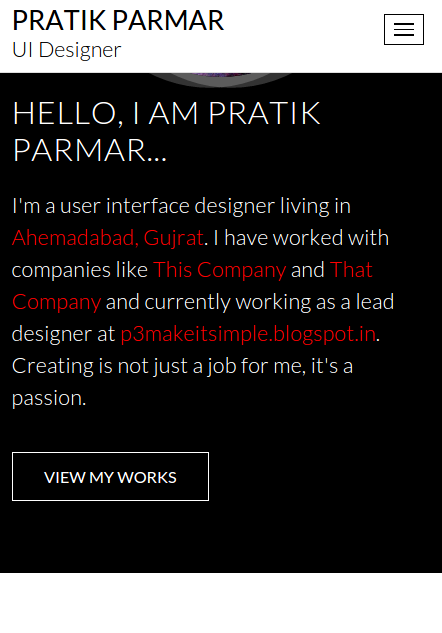 PRATIK PARMAR
UI Designer
HELLO, I AM PRATIK
PARMAR...
I'm a user interface designer living in
Ahemadabad, Gujrat. I have worked with
companies like This Company and That
Company and currently working as a lead
designer at p3makeitsimple.blogspot.in.
Creating is not just a job for me, it's a
passion.
VIEW MY WORKS